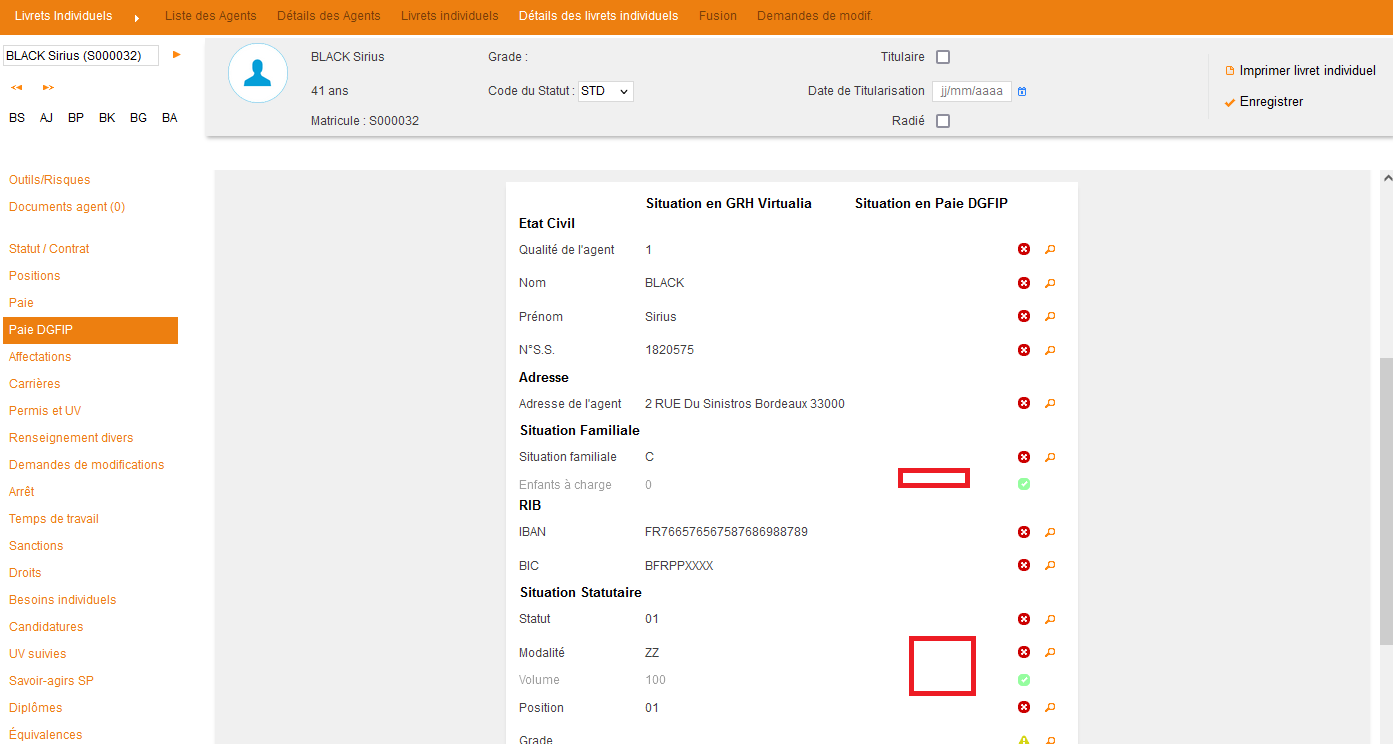 Livrets Individuels Liste des Agents Détails des Agents Livrets individuels Détails des livrets individuels Fusion Demandes de modif.
BLACK Sirius (S000032)
BS AJ BP BK BG BA
BLACK Sirius Grade : Titulaire
41 ans Code du Statut : STD Date de Titularisation jj/mm/aaaa
Matricule : S000032 Radié
Imprimer livret individuel
Enregistrer
Outils/Risques
Documents agent (0)
Statut / Contrat
Positions
Paie
Paie DGFIP
Affectations
Carrières
Permis et UV
Renseignement divers
Demandes de modifications
Arrêt
Temps de travail
Sanctions
Droits
Besoins individuels
Candidatures
UV suivies
Savoir-agirs SP
Diplômes
Équivalences
Situation en GRH Virtualia Situation en Paie DGFIP
Etat Civil
Qualité de l'agent 1
Nom BLACK
Prénom Sirius
N°S.S. 1820575
Adresse
Adresse de l'agent 2 RUE Du Sinistros Bordeaux 33000
Situation Familiale
Situation familiale C
Enfants à charge 0
RIB
IBAN FR766576567587686988789
BIC BFRPPXXXX
Situation Statutaire
Statut 01
Modalité ZZ
Volume 100
Position 01
Grade